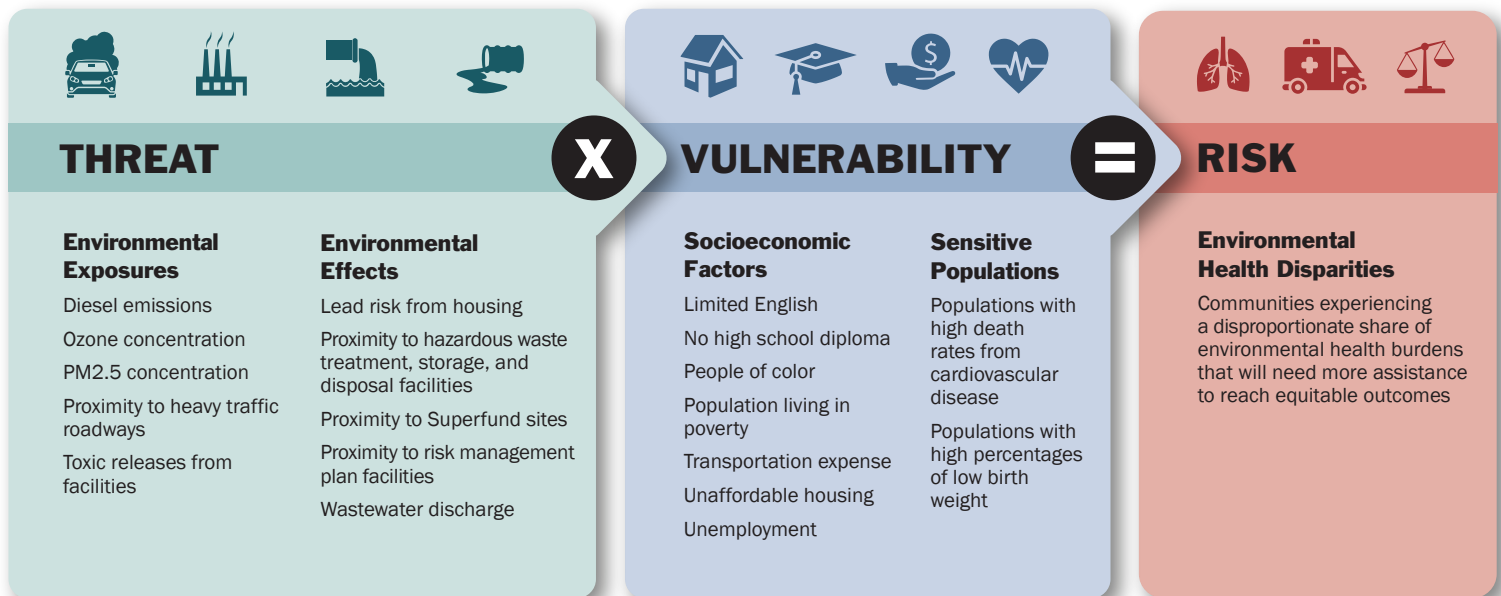 THREAT
X
VULNERABILITY
=
RISK
$
Environmental
Exposures
Diesel emissions
Ozone concentration
PM2.5 concentration
Proximity to heavy traffic
roadways
Toxic releases from
facilities
Environmental
Effects
Lead risk from housing
Proximity to hazardous waste
treatment, storage, and
disposal facilities
Proximity to Superfund sites
Proximity to risk management
plan facilities
Wastewater discharge
Socioeconomic
Factors
Limited English
No high school diploma
People of color
Population living in
poverty
Transportation expense
Unaffordable housing
Unemployment
Sensitive
Populations
Populations with
high death
rates from
cardiovascular
disease
Populations with
high percentages
of low birth
weight
Environmental
Health Disparities
Communities experiencing
a disproportionate share of
environmental health burdens
that will need more assistance
to reach equitable outcomes